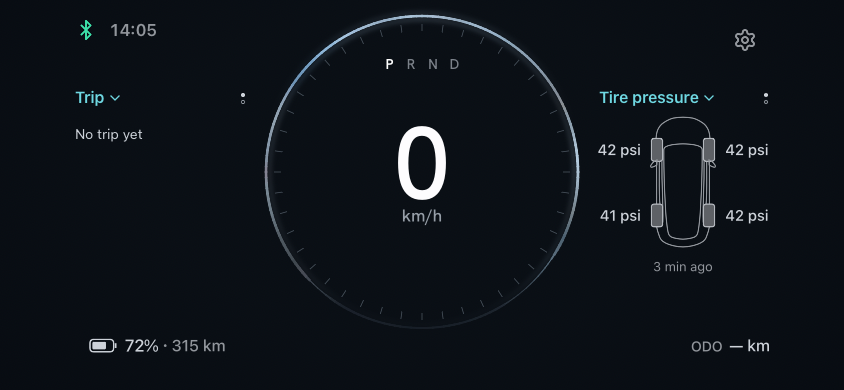 14:05
P R N D
Trip
Tire pressure
No trip yet
42 psi
42 psi
0
km/h
41 psi
42 psi
3 min ago
72% · 315 km
ODO — km